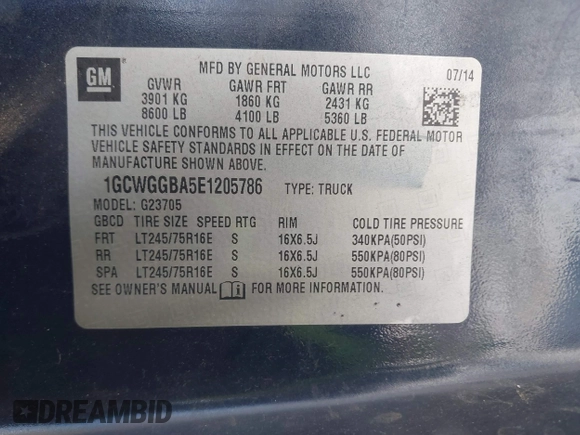 GM
MFD BY GENERAL MOTORS LLC
07/14
GVWR GAWR FRT GAWR RR
3901 KG 1860 KG 2431 KG
8600 LB 4100 LB 5360 LB
THIS VEHICLE CONFORMS TO ALL APPLICABLE U.S. FEDERAL MOTOR
VEHICLE SAFETY STANDARDS IN EFFECT ON THE DATE OF
MANUFACTURE SHOWN ABOVE.
1GCWGGBA5E1205786 TYPE: TRUCK
MODEL: G23705
GBCD TIRE SIZE SPEED RTG RIM COLD TIRE PRESSURE
FRT LT245/75R16E S 16X6.5J 340KPA(50PSI)
RR LT245/75R16E S 16X6.5J 550KPA(80PSI)
SPA LT245/75R16E S 16X6.5J 550KPA(80PSI)
SEE OWNER'S MANUAL FOR MORE INFORMATION.
DREAMBID